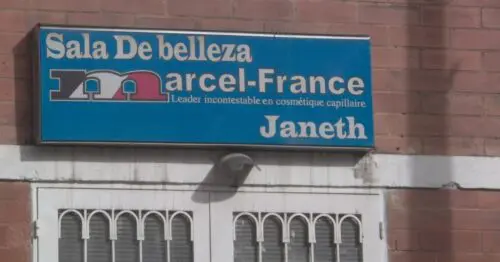 Sala De belleza
marcel-France
Leader incontestable en cosmétique capillaire
Janeth